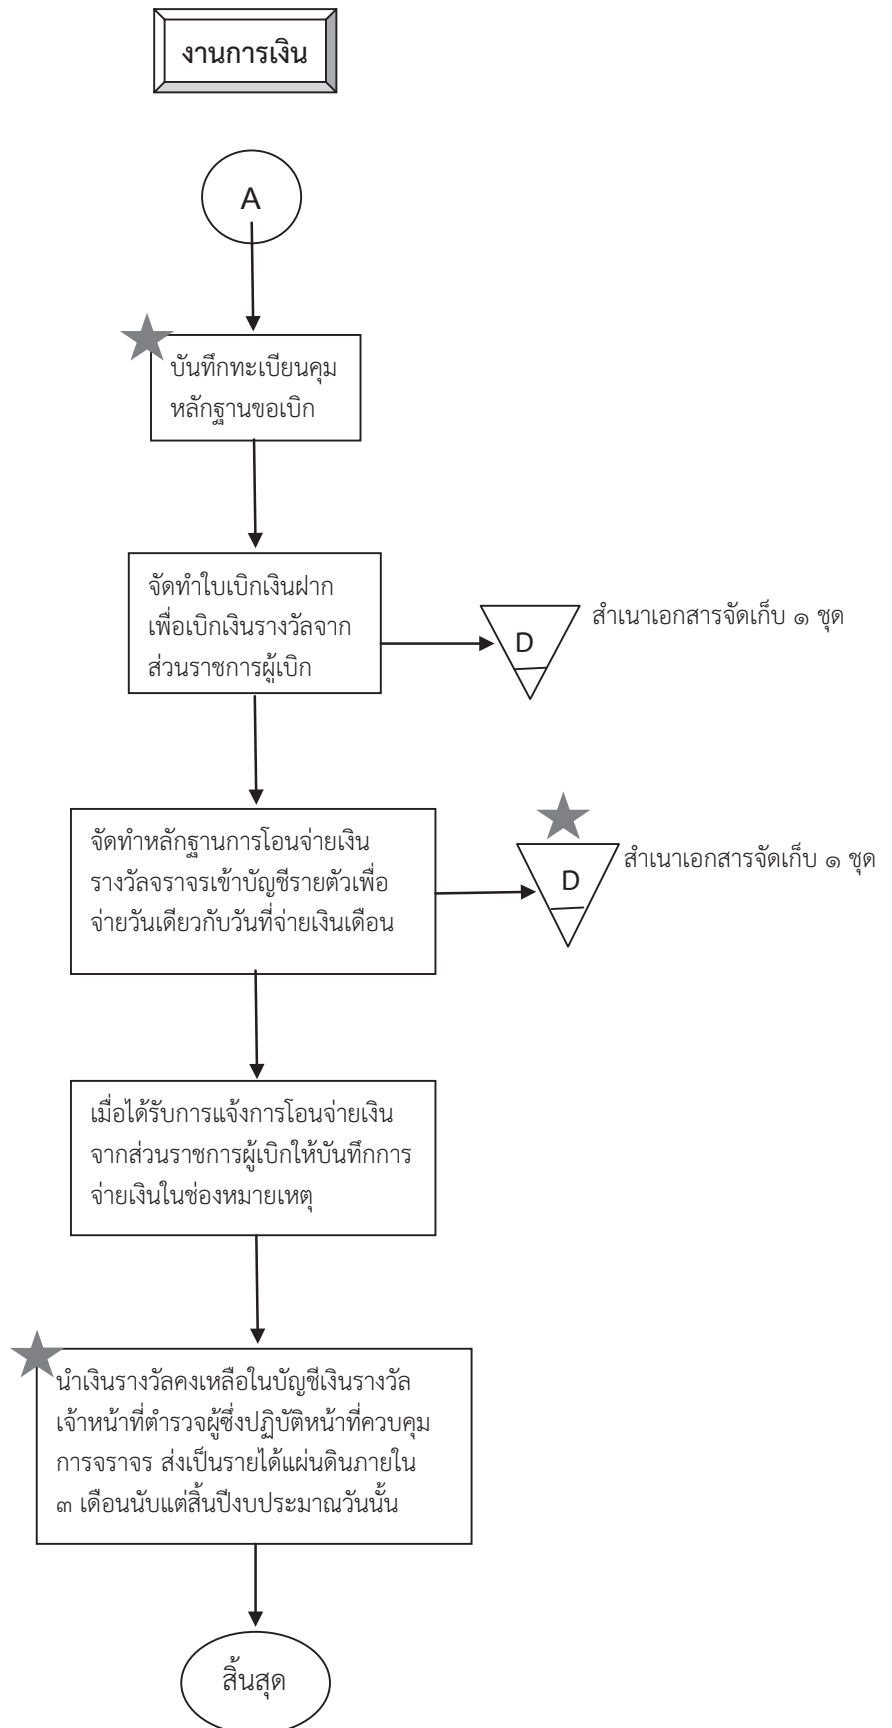 งานการเงิน
A
บันทึกทะเบียนคุม
หลักฐานขอเบิก
จัดทำใบเบิกเงินฝาก
เพื่อเบิกเงินรางวัลจาก
ส่วนราชการผู้เบิก
D
สำเนาเอกสารจัดเก็บ ๑ ชุด
จัดทำหลักฐานการโอนจ่ายเงิน
รางวัลจราจรเข้าบัญชีรายตัวเพื่อ
จ่ายวันเดียวกับวันที่จ่ายเงินเดือน
D
สำเนาเอกสารจัดเก็บ ๑ ชุด
เมื่อได้รับการแจ้งการโอนจ่ายเงิน
จากส่วนราชการผู้เบิกให้บันทึกการ
จ่ายเงินในช่องหมายเหตุ
นำเงินรางวัลคงเหลือในบัญชีเงินรางวัล
เจ้าหน้าที่ตำรวจผู้ซึ่งปฏิบัติหน้าที่ควบคุม
การจราจร ส่งเป็นรายได้แผ่นดินภายใน
๓ เดือนนับแต่สิ้นปีงบประมาณวันนั้น
สิ้นสุด